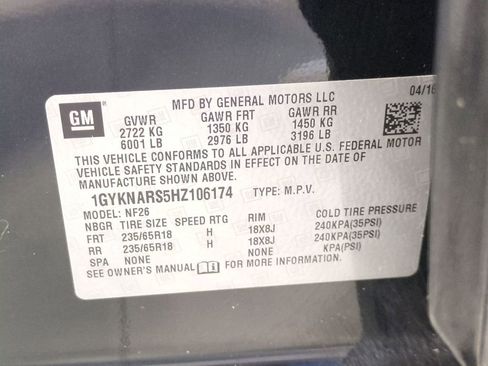 GM
MFD BY GENERAL MOTORS LLC
04/16
GVWR GAWR FRT GAWR RR
2722 KG 1350 KG 1450 KG
6001 LB 2976 LB 3196 LB
THIS VEHICLE CONFORMS TO ALL APPLICABLE U.S. FEDERAL MOTOR
VEHICLE SAFETY STANDARDS IN EFFECT ON THE DATE OF
MANUFACTURE SHOWN ABOVE.
1GYKNARS5HZ106174 TYPE: M.P.V.
MODEL: NF26
NBGR TIRE SIZE SPEED RTG RIM COLD TIRE PRESSURE
FRT 235/65R18 H 18X8J 240KPA(35PSI)
RR 235/65R18 H 18X8J 240KPA(35PSI)
SPA NONE NONE KPA(PSI)
SEE OWNER'S MANUAL FOR MORE INFORMATION.